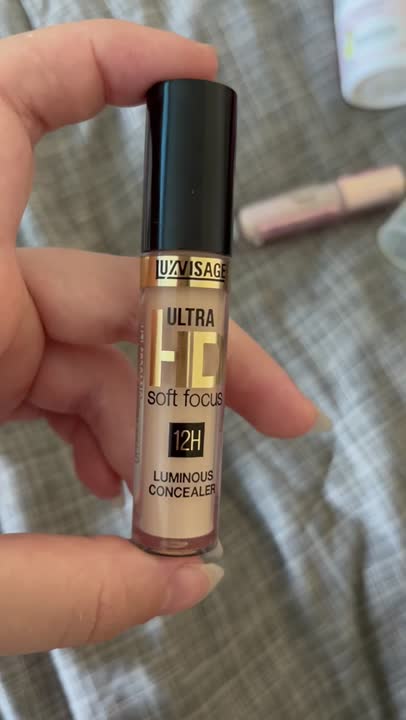 LUXVISAGE
ULTRA
HD
soft focus
12H
LUMINOUS
CONCEALER